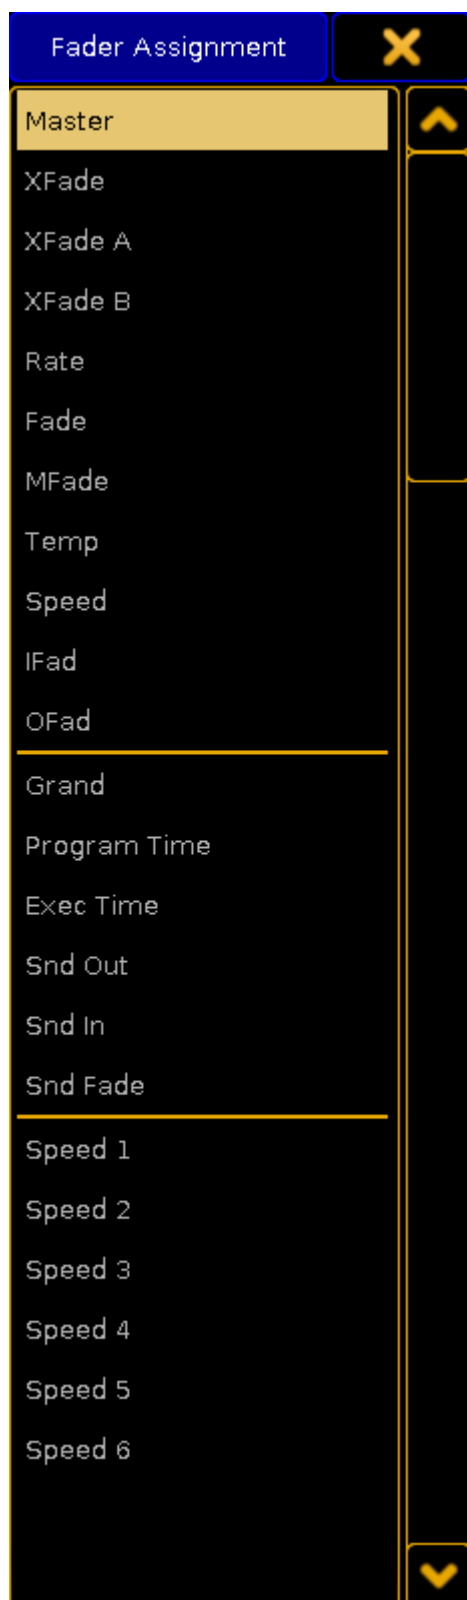 Fader Assignment
Master
XFade
XFade A
XFade B
Rate
Fade
MFade
Temp
Speed
IFad
OFad
Grand
Program Time
Exec Time
Snd Out
Snd In
Snd Fade
Speed 1
Speed 2
Speed 3
Speed 4
Speed 5
Speed 6